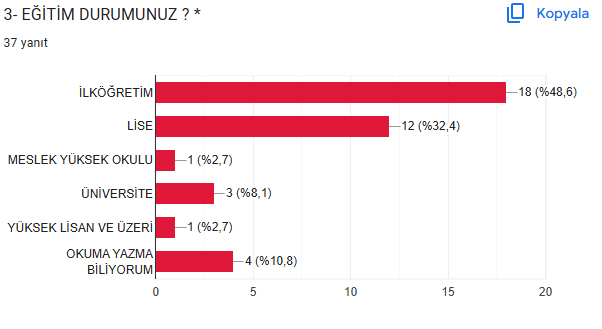 3- EĞİTİM DURUMUNUZ ? *
Kopyala
37 yanıt
İLKÖĞRETİM
18 (%48,6)
LİSE
12 (%32,4)
MESLEK YÜKSEK OKULU
1 (%2,7)
ÜNİVERSİTE
3 (%8,1)
YÜKSEK LİSAN VE ÜZERİ
1 (%2,7)
OKUMA YAZMA
BİLİYORUM
4 (%10,8)
0 5 10 15 20